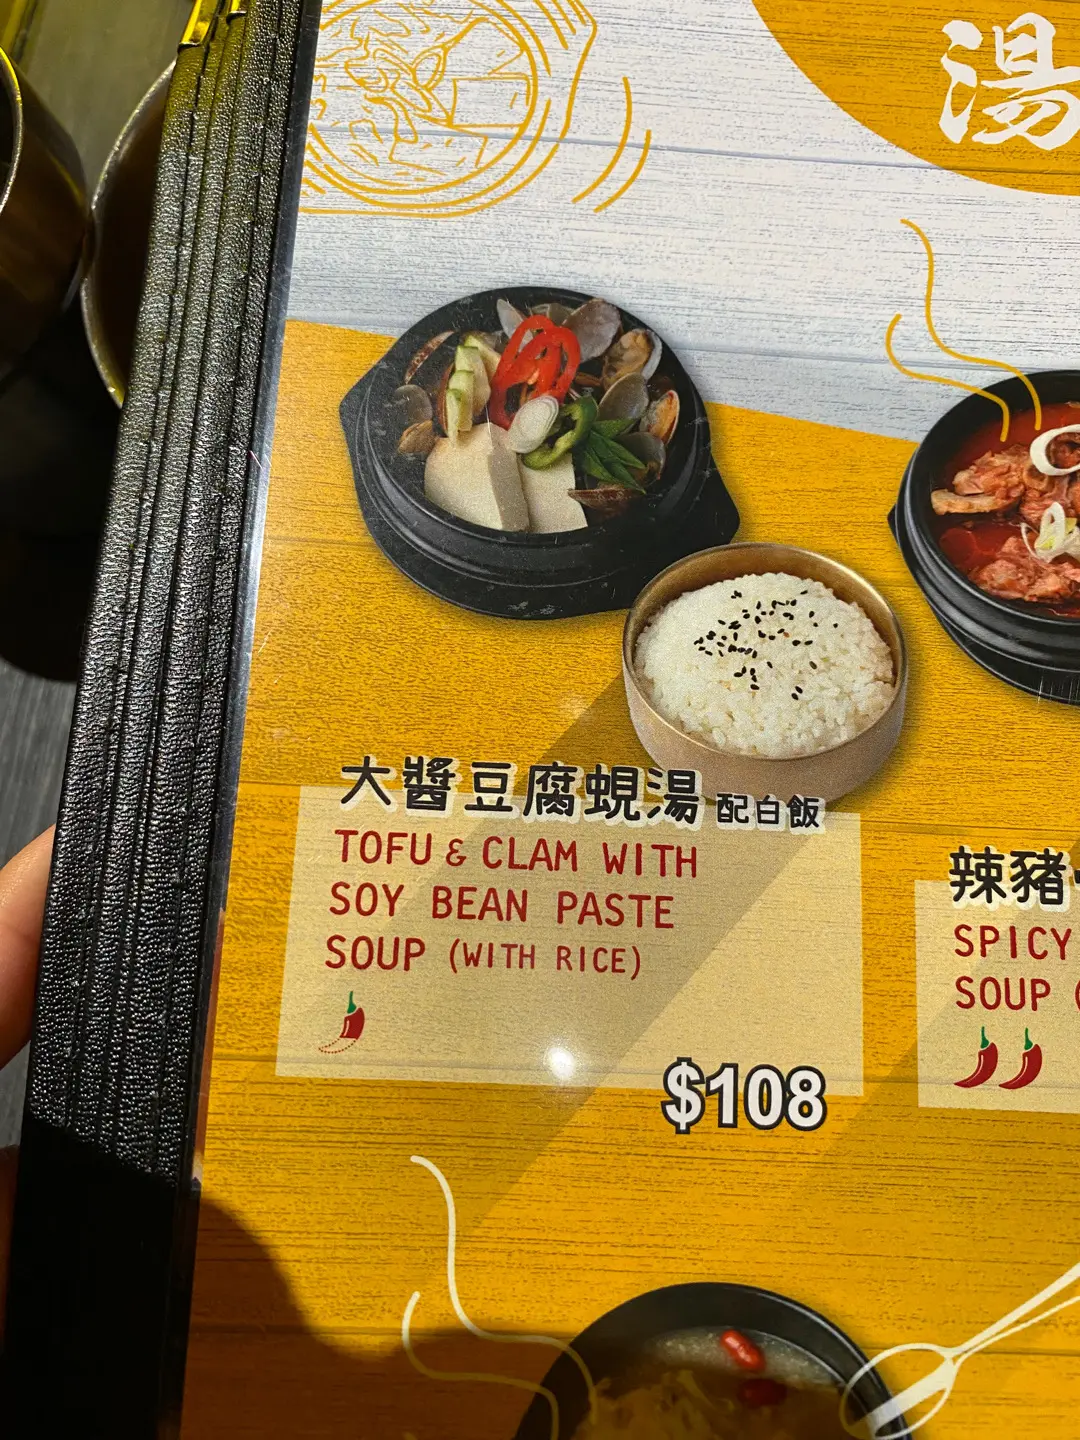 湯
大醬豆腐蜆湯 配白飯
TOFU & CLAM WITH
SOY BEAN PASTE
SOUP (WITH RICE)
$108
辣豬
SPICY
SOUP (